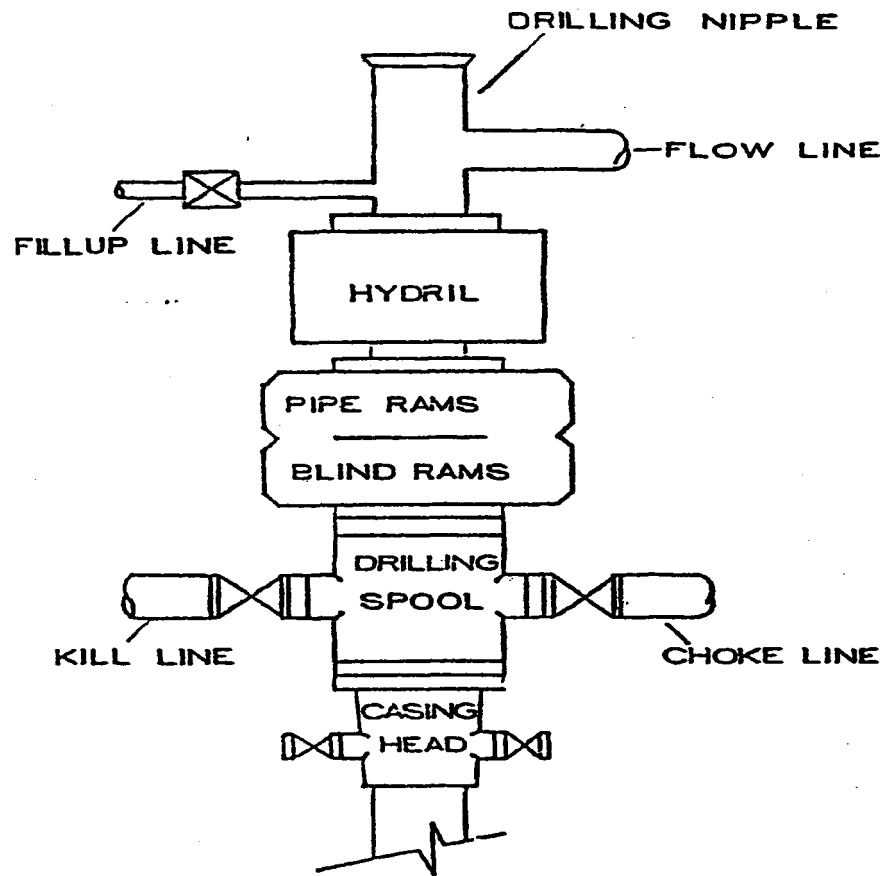 DRILLING NIPPLE
FLOW LINE
FILLUP LINE
HYDRIL
PIPE RAMS
BLIND RAMS
DRILLING
SPOOL
KILL LINE
CHOKE LINE
CASING
HEAD